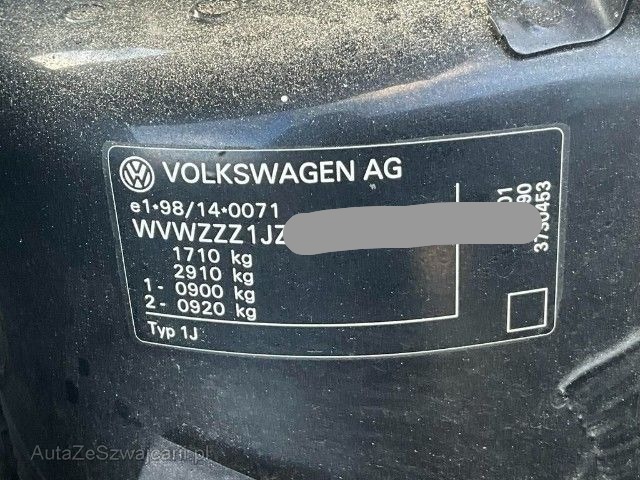 VOLKSWAGEN AG
e1•98/14•0071
WVWZZZ1JZ
1710 kg
2910 kg
1- 0900 kg
2- 0920 kg
Typ 1J
AutaZeSzwajcarii.pl